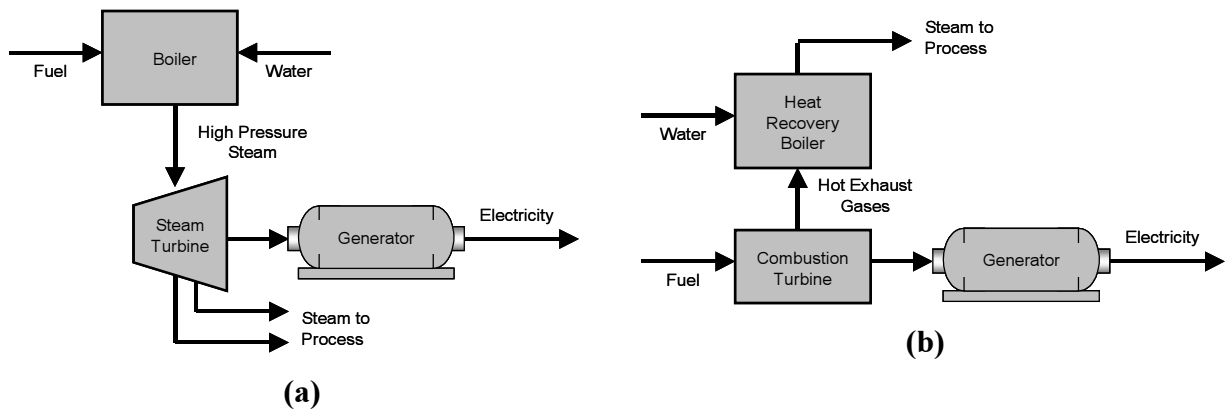 Boiler
Fuel
Water
High Pressure
Steam
Steam
Turbine
Generator
Electricity
Steam to
Process
(a)
Steam to
Process
Heat
Recovery
Boiler
Water
Hot Exhaust
Gases
Fuel
Combustion
Turbine
Generator
Electricity
(b)